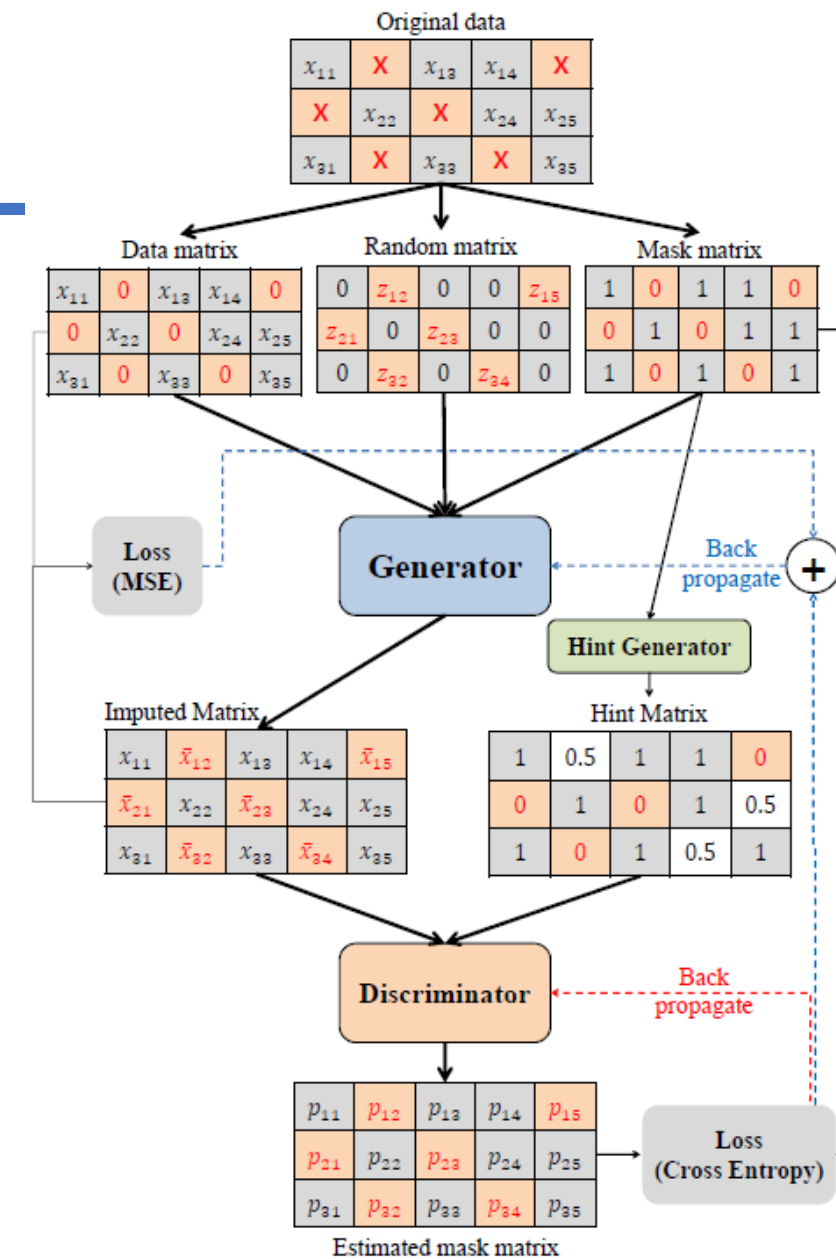 Original data
x₁₁ X x₁₃ x₁₄ X
X x₂₂ X x₂₄ x₂₅
x₃₁ X x₃₃ X x₃₅
Data matrix Random matrix Mask matrix
x₁₁ 0 x₁₃ x₁₄ 0
0 x₂₂ 0 x₂₄ x₂₅
x₃₁ 0 x₃₃ 0 x₃₅
0 z₁₂ 0 0 z₁₅
z₂₁ 0 z₂₃ 0 0
0 z₃₂ 0 z₃₄ 0
1 0 1 1 0
0 1 0 1 1
1 0 1 0 1
Loss
(MSE)
Generator
Back
propagate
+
Hint Generator
Imputed Matrix
x₁₁ x̄₁₂ x₁₃ x₁₄ x̄₁₅
x̄₂₁ x₂₂ x̄₂₃ x₂₄ x₂₅
x₃₁ x̄₃₂ x₃₃ x̄₃₄ x₃₅
Hint Matrix
1 0.5 1 1 0
0 1 0 1 0.5
1 0 1 0.5 1
Discriminator
Back
propagate
p₁₁ p₁₂ p₁₃ p₁₄ p₁₅
p₂₁ p₂₂ p₂₃ p₂₄ p₂₅
p₃₁ p₃₂ p₃₃ p₃₄ p₃₅
Loss
(Cross Entropy)
Estimated mask matrix